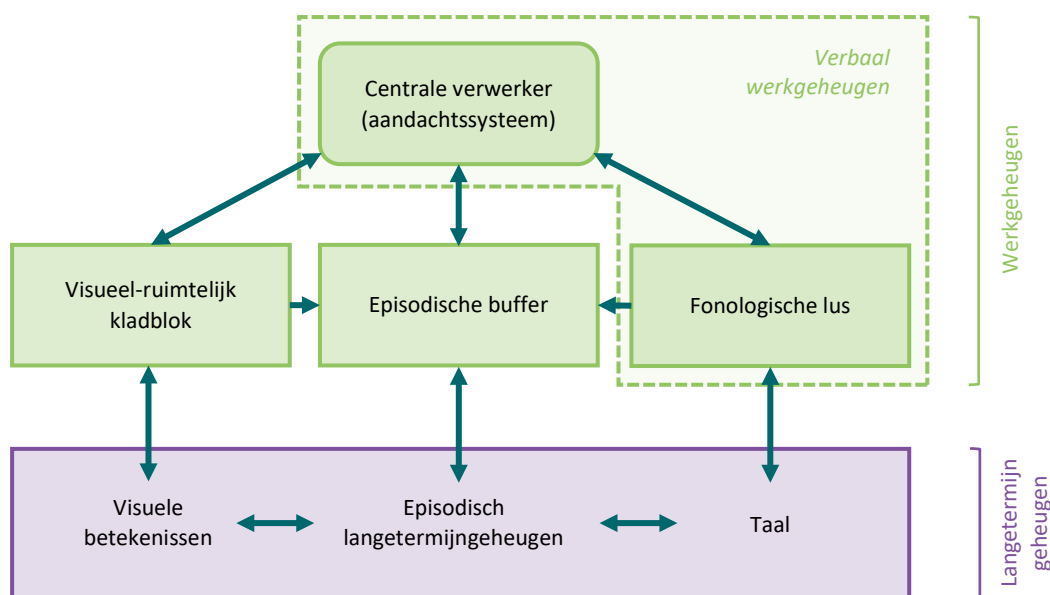 Verbaal
werkgeheugen
Centrale verwerker
(aandachtssysteem)
Werkgeheugen
Visueel-ruimtelijk
kladblok
Episodische buffer
Fonologische lus
Visuele
betekenissen
Episodisch
langetermijngeheugen
Taal
Langetermijn
geheugen